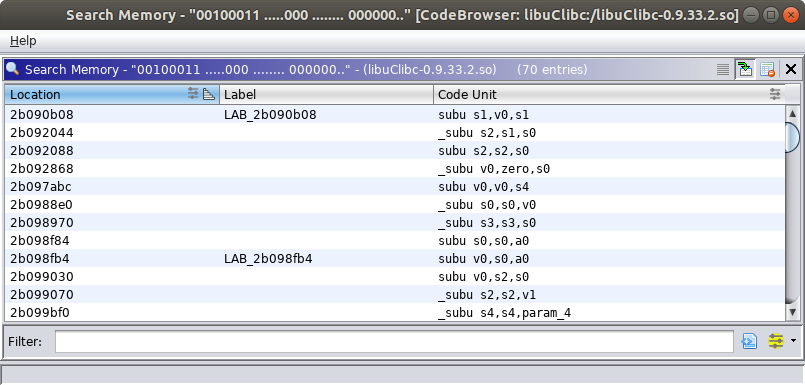 Search Memory - "00100011 .....000 ........ 000000.." [CodeBrowser: libuClibc:/libuClibc-0.9.33.2.so]
Help
Search Memory - "00100011 .....000 ........ 000000.." - (libuClibc-0.9.33.2.so) (70 entries)
Location Label Code Unit
2b090b08 LAB_2b090b08 subu s1,v0,s1
2b092044 _subu s2,s1,s0
2b092088 subu s2,s2,s0
2b092868 _subu v0,zero,s0
2b097abc subu v0,v0,s4
2b0988e0 _subu s0,s0,v0
2b098970 _subu s3,s3,s0
2b098f84 subu s0,s0,a0
2b098fb4 LAB_2b098fb4 subu v0,s0,a0
2b099030 subu v0,s2,s0
2b099070 _subu s2,s2,v1
2b099bf0 _subu s4,s4,param_4
Filter: